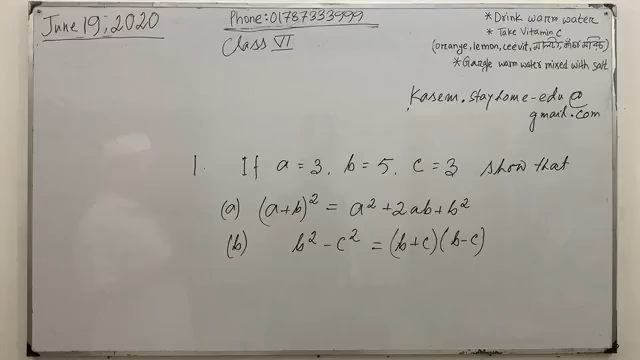 June 19, 2020
Phone: 01787333999
Class VI
* Drink warm water
* Take Vitamin C
(orange, lemon, ceevit,
* Gargle warm water mixed with salt
Kasem.stayhome-edu@
gmail.com
1. If a = 3, b = 5, c = 3 show that
(a) (a+b)² = a² + 2ab + b²
(b) b² - c² = (b+c)(b-c)